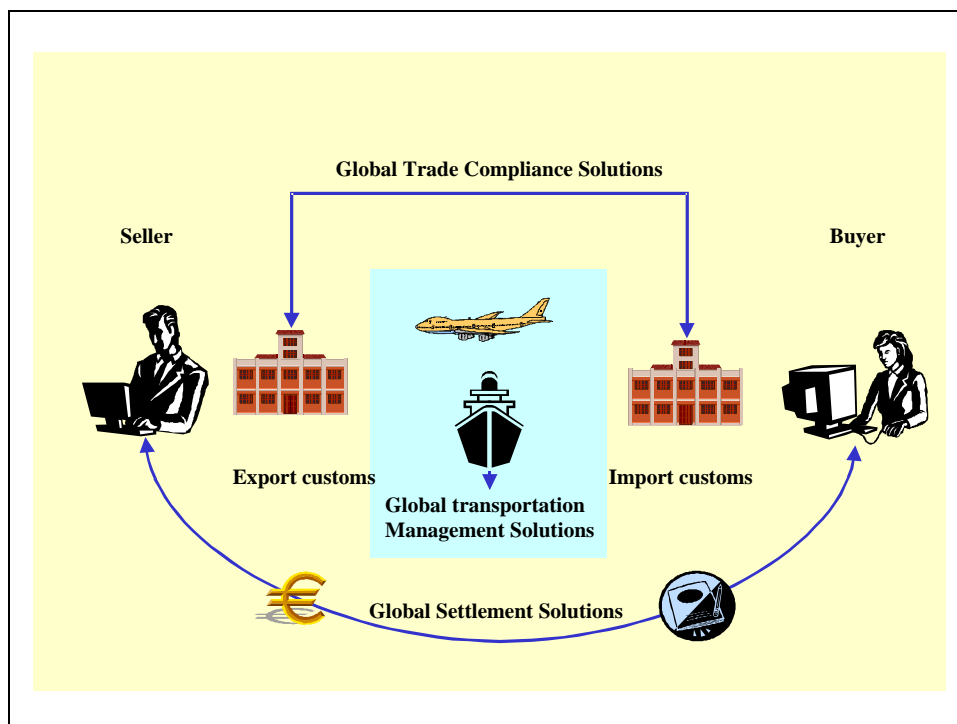 Global Trade Compliance Solutions
Seller
Buyer
Export customs
Import customs
Global transportation
Management Solutions
Global Settlement Solutions